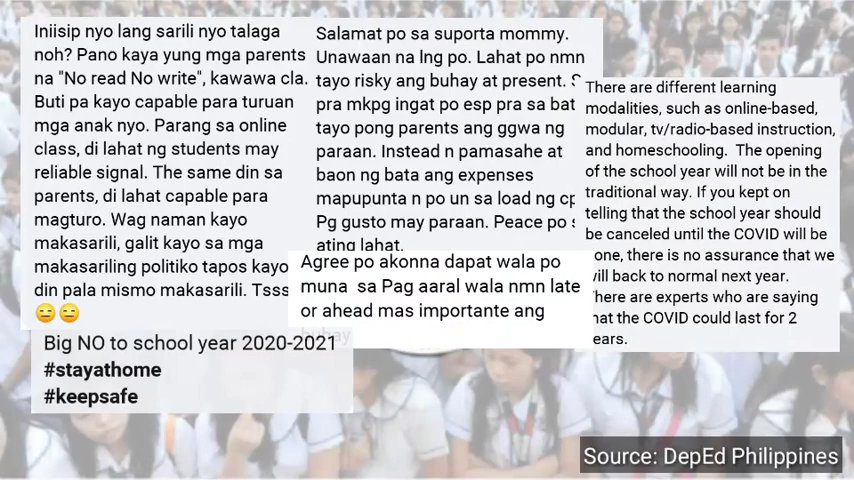 Iniisip nyo lang sarili nyo talaga
noh? Pano kaya yung mga parents
na "No read No write", kawawa cla.
Buti pa kayo capable para turuan
mga anak nyo. Parang sa online
class, di lahat ng students may
reliable signal. The same din sa
parents, di lahat capable para
magturo. Wag naman kayo
makasarili, galit kayo sa mga
makasariling politiko tapos kayo
din pala mismo makasarili. Tsss
😑😑
Big NO to school year 2020-2021
#stayathome
#keepsafe
Salamat po sa suporta mommy.
Unawaan na lng po. Lahat po nmn
tayo risky ang buhay at present. S
pra mkpg ingat po esp pra sa bat
tayo pong parents ang ggwa ng
paraan. Instead n pamasahe at
baon ng bata ang expenses
mapupunta n po un sa load ng cp
Pg gusto may paraan. Peace po s
ating lahat.
Agree po akonna dapat wala po
muna sa Pag aaral wala nmn late
or ahead mas importante ang
buhay
There are different learning
modalities, such as online-based,
modular, tv/radio-based instruction,
and homeschooling. The opening
of the school year will not be in the
traditional way. If you kept on
telling that the school year should
be canceled until the COVID will be
one, there is no assurance that we
will back to normal next year.
There are experts who are saying
hat the COVID could last for 2
ears.
Source: DepEd Philippines